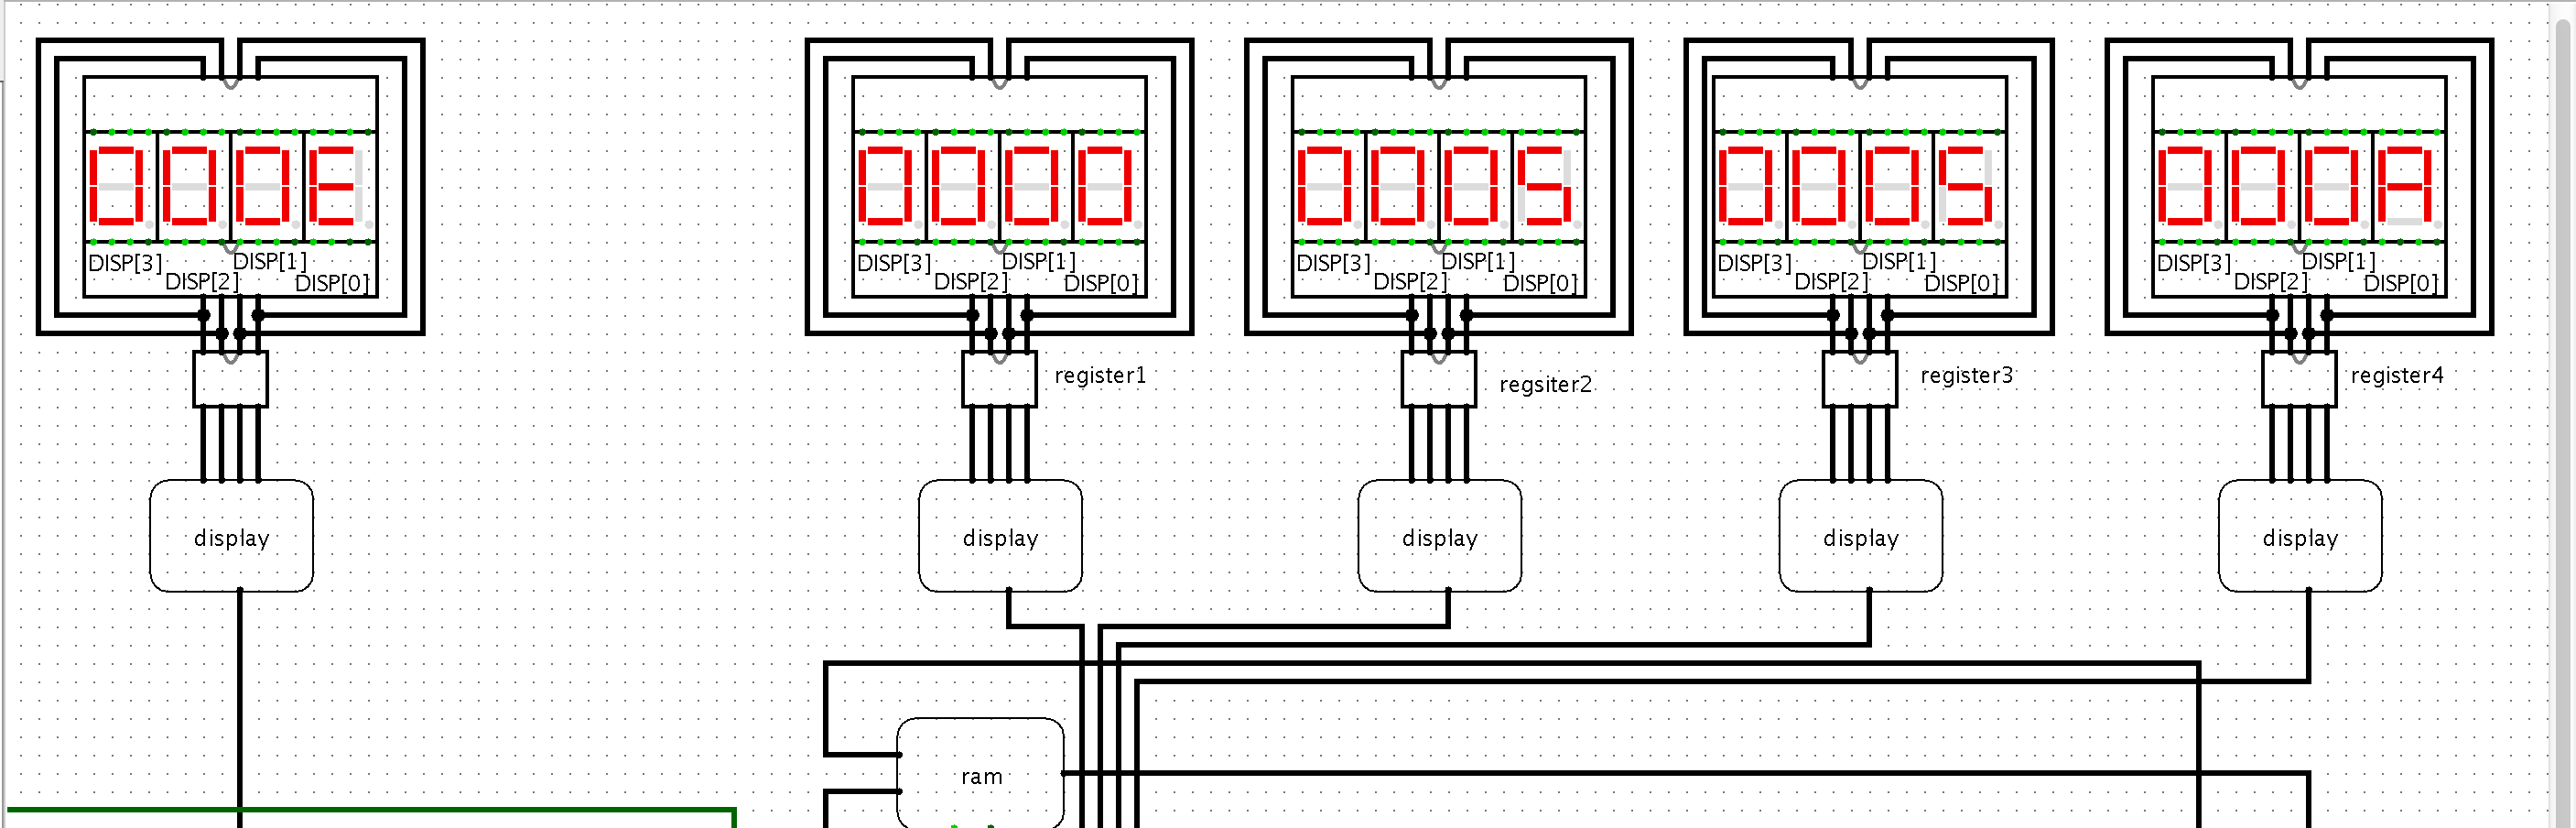 000E
0000
0005
0005
000A
DISP[3]
DISP[2]
DISP[1]
DISP[0]
DISP[3]
DISP[2]
DISP[1]
DISP[0]
DISP[3]
DISP[2]
DISP[1]
DISP[0]
DISP[3]
DISP[2]
DISP[1]
DISP[0]
DISP[3]
DISP[2]
DISP[1]
DISP[0]
register1
regsiter2
register3
register4
display
display
display
display
display
ram